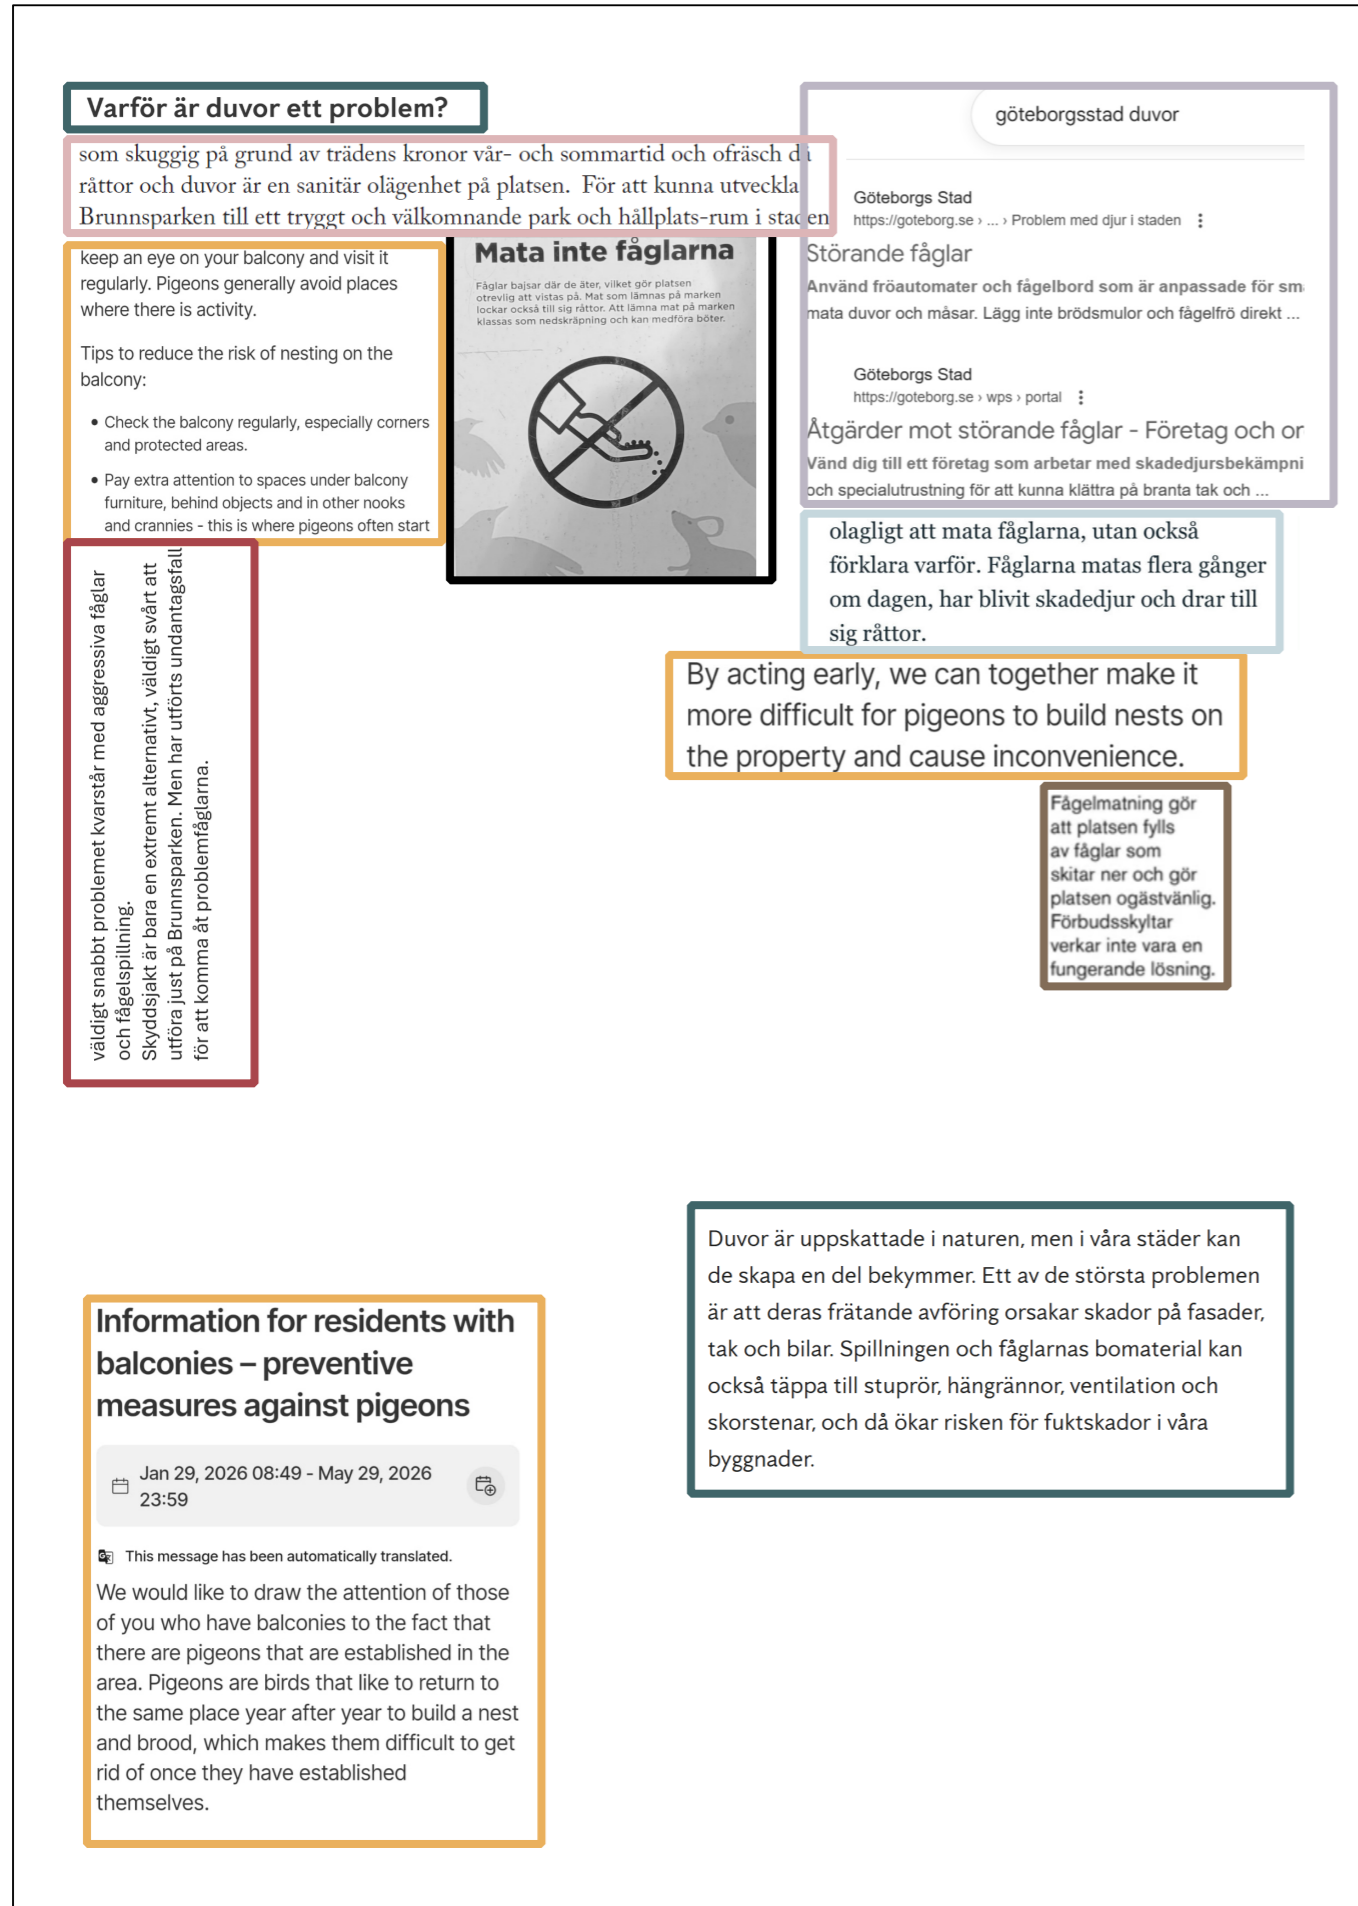 Varför är duvor ett problem?
som skuggig på grund av trädens kronor vår- och sommartid och ofräsch då
råttor och duvor är en sanitär olägenhet på platsen. För att kunna utveckla
Brunnsparken till ett tryggt och välkomnande park och hållplats-rum i staden
keep an eye on your balcony and visit it
regularly. Pigeons generally avoid places
where there is activity.
Tips to reduce the risk of nesting on the
balcony:
• Check the balcony regularly, especially corners
and protected areas.
• Pay extra attention to spaces under balcony
furniture, behind objects and in other nooks
and crannies - this is where pigeons often start
Mata inte fåglarna
Fåglar bajsar där de äter, vilket gör platsen
otrevlig att vistas på. Mat som lämnas på marken
lockar också till sig råttor. Att lämna mat på marken
klassas som nedskräpning och kan medföra böter.
göteborgsstad duvor
Göteborgs Stad
https://goteborg.se › ... › Problem med djur i staden
Störande fåglar
Använd fröautomater och fågelbord som är anpassade för sm
mata duvor och måsar. Lägg inte brödsmulor och fågelfrö direkt ...
Göteborgs Stad
https://goteborg.se › wps › portal
Åtgärder mot störande fåglar - Företag och or
Vänd dig till ett företag som arbetar med skadedjursbekämpni
och specialutrustning för att kunna klättra på branta tak och ...
olagligt att mata fåglarna, utan också
förklara varför. Fåglarna matas flera gånger
om dagen, har blivit skadedjur och drar till
sig råttor.
By acting early, we can together make it
more difficult for pigeons to build nests on
the property and cause inconvenience.
Fågelmatning gör
att platsen fylls
av fåglar som
skitar ner och gör
platsen ogästvänlig.
Förbudsskyltar
verkar inte vara en
fungerande lösning.
väldigt snabbt problemet kvarstår med aggressiva fåglar
och fågelspillning.
Skyddsjakt är bara en extremt alternativt, väldigt svårt att
utföra just på Brunnsparken. Men har utförts undantagsfall
för att komma åt problemfåglarna.
Duvor är uppskattade i naturen, men i våra städer kan
de skapa en del bekymmer. Ett av de största problemen
är att deras frätande avföring orsakar skador på fasader,
tak och bilar. Spillningen och fåglarnas bomaterial kan
också täppa till stuprör, hängrännor, ventilation och
skorstenar, och då ökar risken för fuktskador i våra
byggnader.
Information for residents with
balconies – preventive
measures against pigeons
Jan 29, 2026 08:49 - May 29, 2026
23:59
This message has been automatically translated.
We would like to draw the attention of those
of you who have balconies to the fact that
there are pigeons that are established in the
area. Pigeons are birds that like to return to
the same place year after year to build a nest
and brood, which makes them difficult to get
rid of once they have established
themselves.